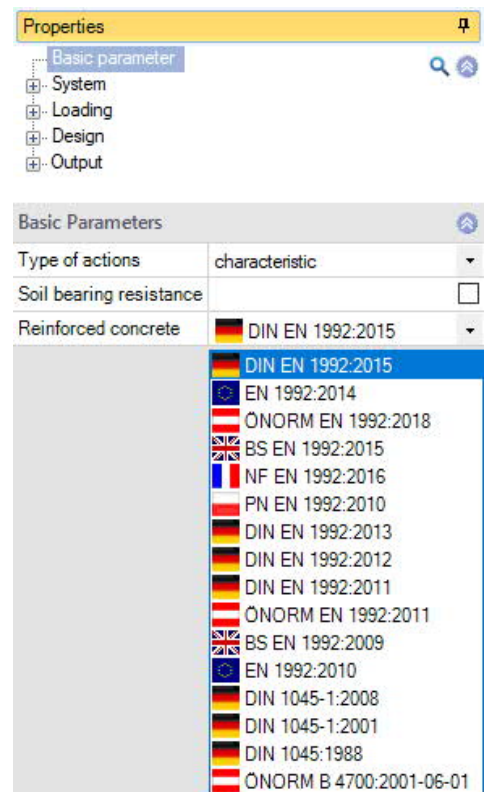 Properties
Basic parameter
System
Loading
Design
Output
Basic Parameters
Type of actions characteristic
Soil bearing resistance
Reinforced concrete DIN EN 1992:2015
DIN EN 1992:2015
EN 1992:2014
ÖNORM EN 1992:2018
BS EN 1992:2015
NF EN 1992:2016
PN EN 1992:2010
DIN EN 1992:2013
DIN EN 1992:2012
DIN EN 1992:2011
ÖNORM EN 1992:2011
BS EN 1992:2009
EN 1992:2010
DIN 1045-1:2008
DIN 1045-1:2001
DIN 1045:1988
ÖNORM B 4700:2001-06-01